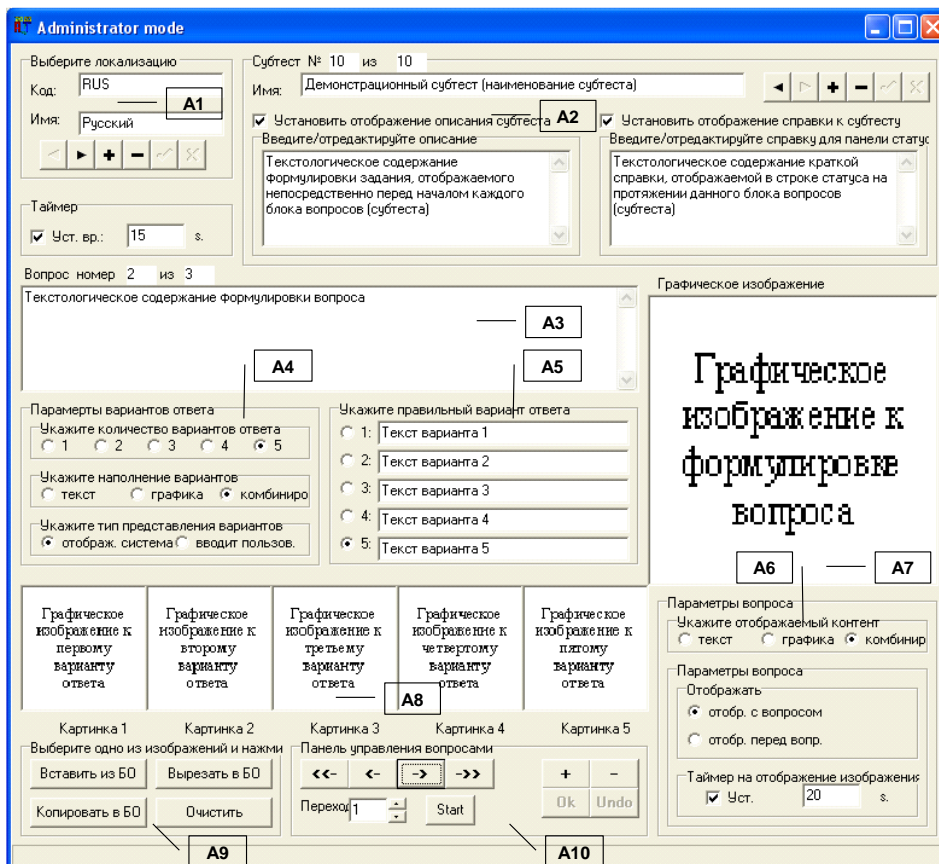 Administrator mode
Выберите локализацию
Код: RUS
A1
Имя: Русский
Субтест № 10 из 10
Имя: Демонстрационный субтест (наименование субтеста)
Установить отображение описания субтеста
A2
Установить отображение справки к субтесту
Введите/отредактируйте описание
Текстологическое содержание
формулировки задания, отображаемого
непосредственно перед началом каждого
блока вопросов (субтеста)
Введите/отредактируйте справку для панели статус
Текстологическое содержание краткой
справки, отображаемой в строке статуса на
протяжении данного блока вопросов
(субтеста)
Таймер
Уст. вр.: 15 s.
Вопрос номер 2 из 3
Текстологическое содержание формулировки вопроса
A3
A4
A5
Графическое изображение
Графическое
изображение к
формулировке
вопроса
A6
A7
Парамерты вариантов ответа
Укажите количество вариантов ответа
1 2 3 4 5
Укажите наполнение вариантов
текст графика комбиниро
Укажите тип представления вариантов
отображ. система вводит пользов.
Укажите правильный вариант ответа
1: Текст варианта 1
2: Текст варианта 2
3: Текст варианта 3
4: Текст варианта 4
5: Текст варианта 5
Графическое
изображение к
первому
варианту
ответа
Графическое
изображение к
второму
варианту
ответа
Графическое
изображение к
третьему
варианту
ответа
Графическое
изображение к
четвертому
варианту
ответа
Графическое
изображение к
пятому
варианту
ответа
A8
Картинка 1 Картинка 2 Картинка 3 Картинка 4 Картинка 5
Параметры вопроса
Укажите отображаемый контент
текст графика комбинир
Параметры вопроса
Отображать
отобр. с вопросом
отобр. перед вопр.
Таймер на отображение изображения
Уст. 20 s.
Выберите одно из изображений и нажми
Вставить из БО Вырезать в БО
Копировать в БО Очистить
A9
Панель управления вопросами
<<- <- -> ->> + -
Переход 1 Start Ok Undo
A10